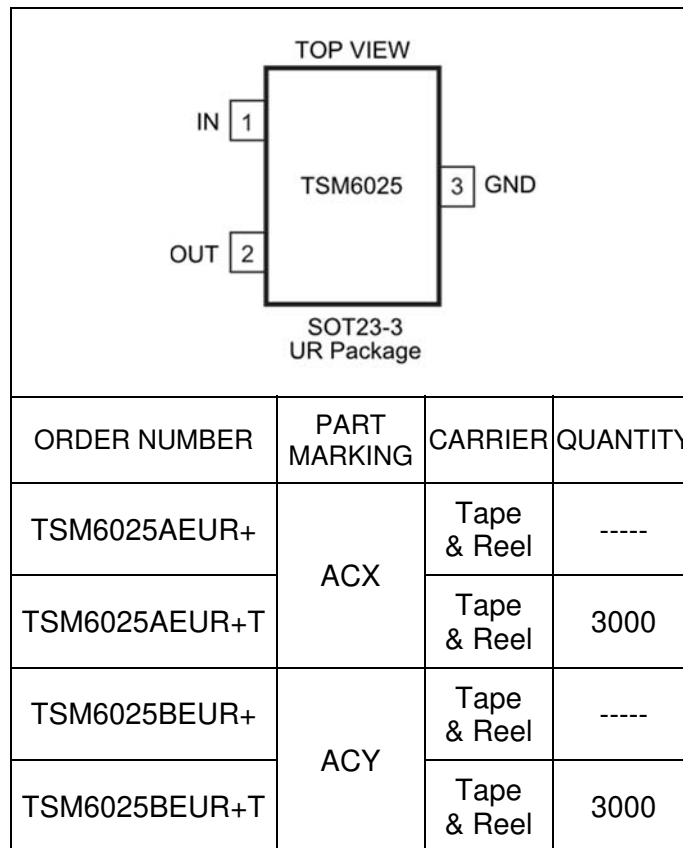 TOP VIEW
IN 1
TSM6025
3 GND
OUT 2
SOT23-3
UR Package
ORDER NUMBER
PART
MARKING
CARRIER
QUANTITY
TSM6025AEUR+
ACX
Tape
& Reel
-----
TSM6025AEUR+T
Tape
& Reel
3000
TSM6025BEUR+
ACY
Tape
& Reel
-----
TSM6025BEUR+T
Tape
& Reel
3000